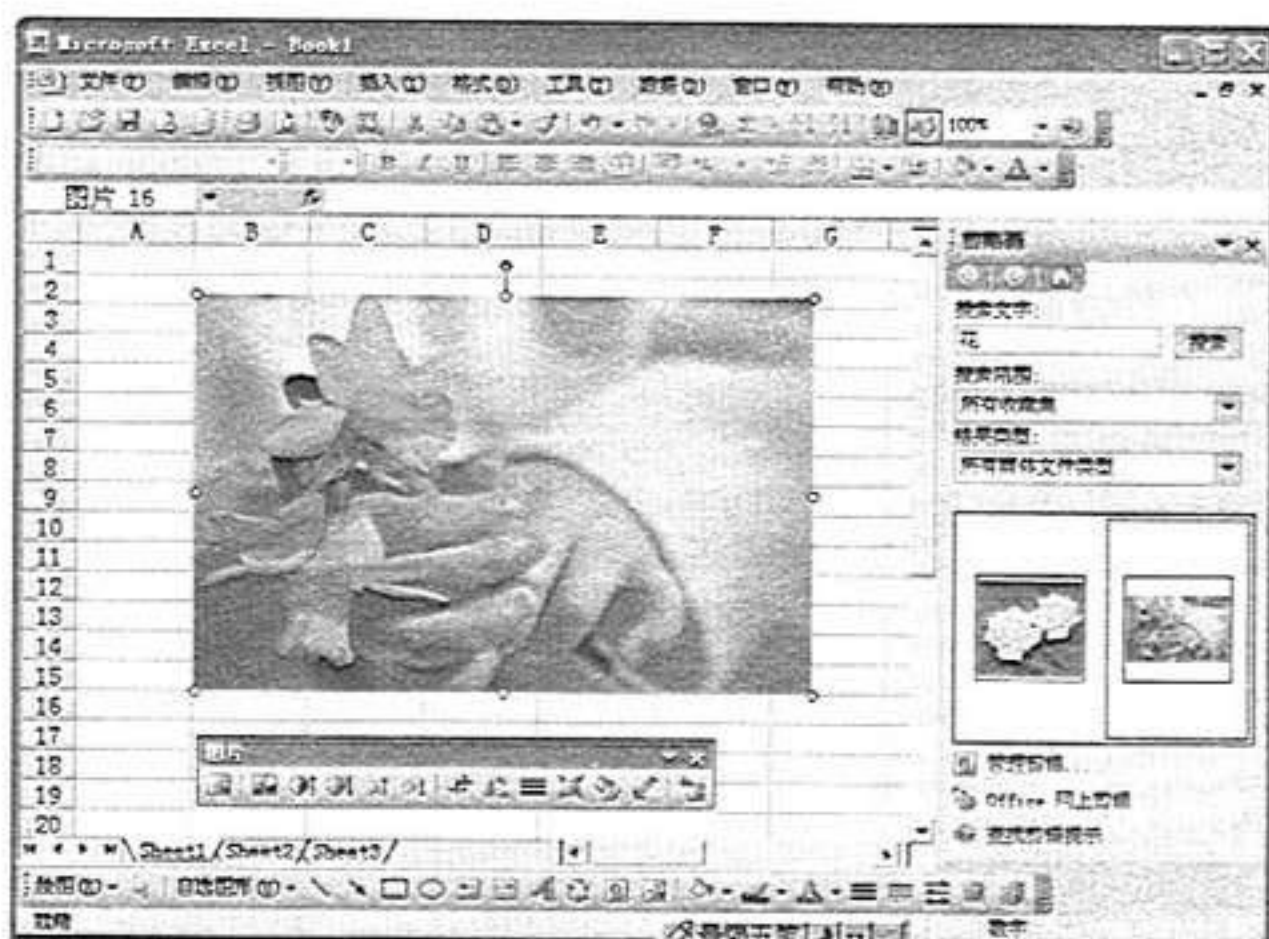 Microsoft Excel - Book1
文件(F) 编辑(E) 视图(V) 插入(I) 格式(O) 工具(T) 数据(D) 窗口(W) 帮助(H)
100%
图片 16 fx
A B C D E F G
1
2
3
4
5
6
7
8
9
10
11
12
13
14
15
16
17
18
19
20
剪贴画
搜索文字:
花 搜索
搜索范围:
所有收藏集
结果类型:
所有媒体文件类型
管理剪辑...
Office 网上剪辑
查找剪辑提示
图片
Sheet1 Sheet2 Sheet3
绘图(D) 自选图形(U)
就绪 数字